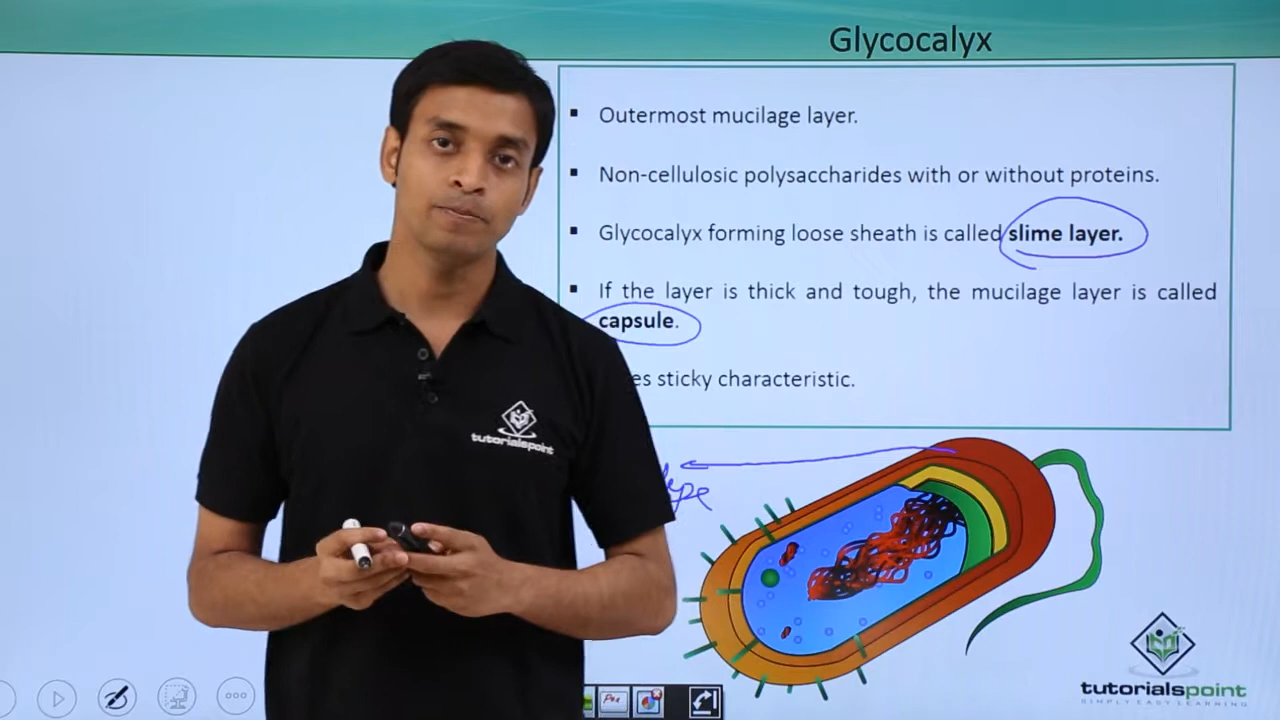 Glycocalyx
Outermost mucilage layer.
Non-cellulosic polysaccharides with or without proteins.
Glycocalyx forming loose sheath is called slime layer.
If the layer is thick and tough, the mucilage layer is called
capsule.
sticky characteristic.
tutorialspoint
tutorialspoint
SIMPLY EASY LEARNING